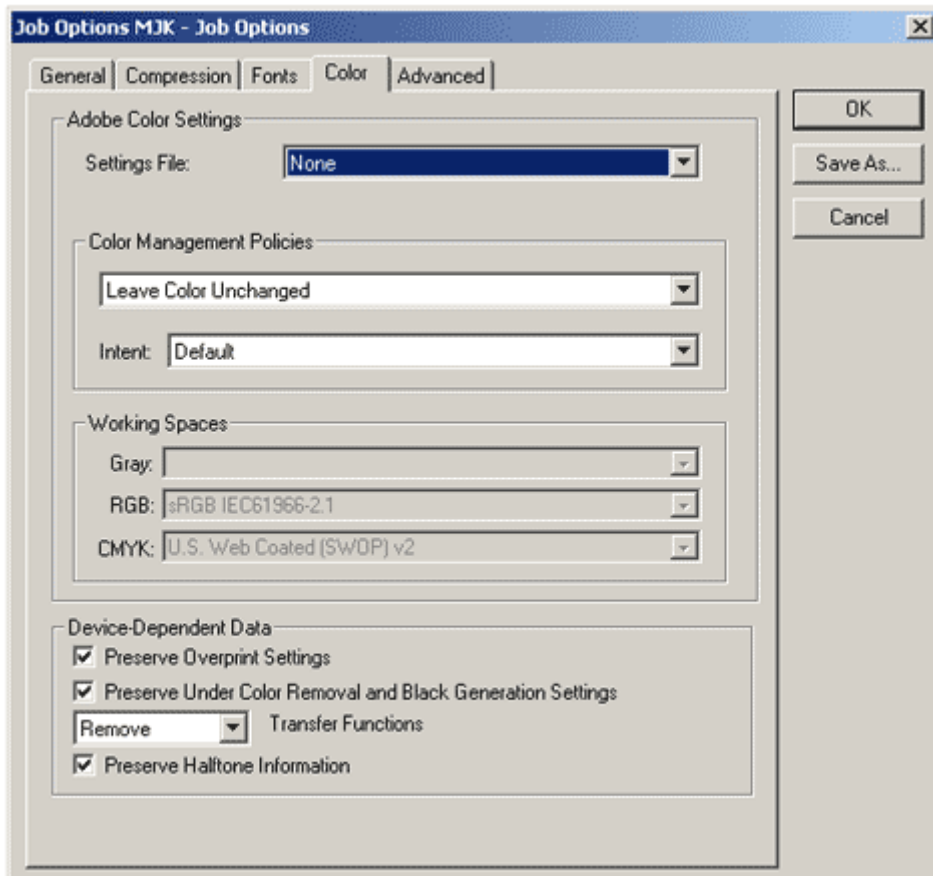 Job Options MJK - Job Options
General Compression Fonts Color Advanced
OK
Save As...
Cancel
Adobe Color Settings
Settings File: None
Color Management Policies
Leave Color Unchanged
Intent: Default
Working Spaces
Gray:
RGB: sRGB IEC61966-2.1
CMYK: U.S. Web Coated (SWOP) v2
Device-Dependent Data
Preserve Overprint Settings
Preserve Under Color Removal and Black Generation Settings
Remove Transfer Functions
Preserve Halftone Information